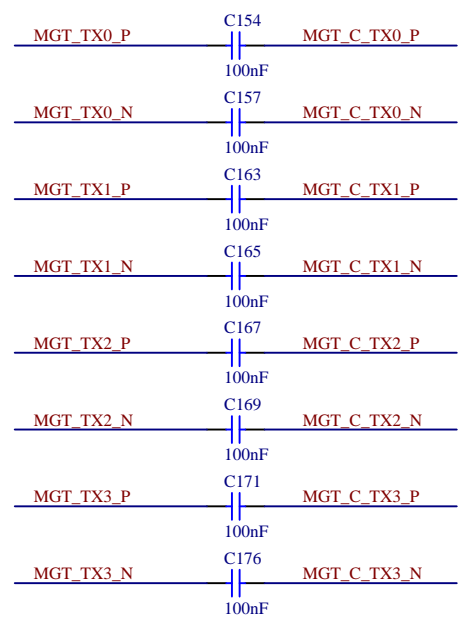 C154
MGT_TX0_P MGT_C_TX0_P
100nF
C157
MGT_TX0_N MGT_C_TX0_N
100nF
C163
MGT_TX1_P MGT_C_TX1_P
100nF
C165
MGT_TX1_N MGT_C_TX1_N
100nF
C167
MGT_TX2_P MGT_C_TX2_P
100nF
C169
MGT_TX2_N MGT_C_TX2_N
100nF
C171
MGT_TX3_P MGT_C_TX3_P
100nF
C176
MGT_TX3_N MGT_C_TX3_N
100nF